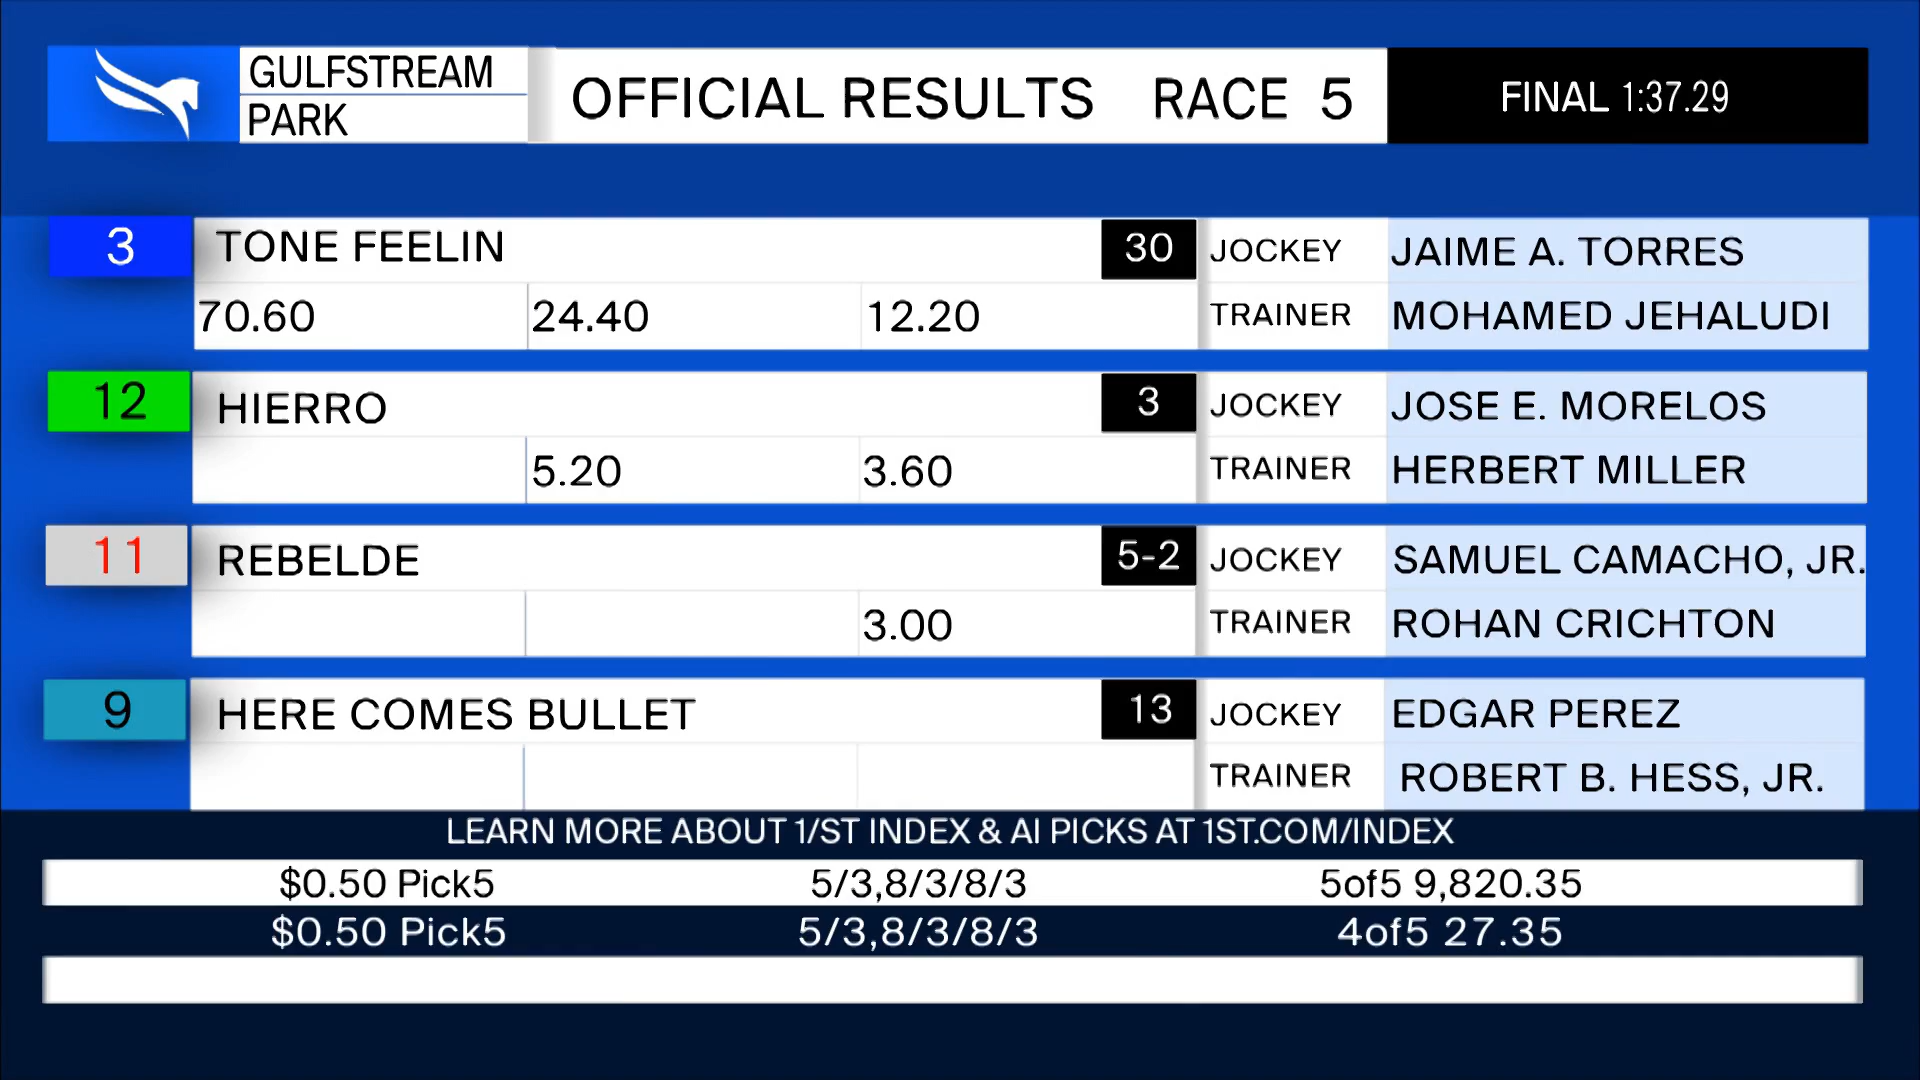 GULFSTREAM
PARK
OFFICIAL RESULTS RACE 5
FINAL 1:37.29
3 TONE FEELIN 30 JOCKEY JAIME A. TORRES
70.60 24.40 12.20 TRAINER MOHAMED JEHALUDI
12 HIERRO 3 JOCKEY JOSE E. MORELOS
5.20 3.60 TRAINER HERBERT MILLER
11 REBELDE 5-2 JOCKEY SAMUEL CAMACHO, JR.
3.00 TRAINER ROHAN CRICHTON
9 HERE COMES BULLET 13 JOCKEY EDGAR PEREZ
TRAINER ROBERT B. HESS, JR.
LEARN MORE ABOUT 1/ST INDEX & AI PICKS AT 1ST.COM/INDEX
$0.50 Pick5 5/3,8/3/8/3 5of5 9,820.35
$0.50 Pick5 5/3,8/3/8/3 4of5 27.35